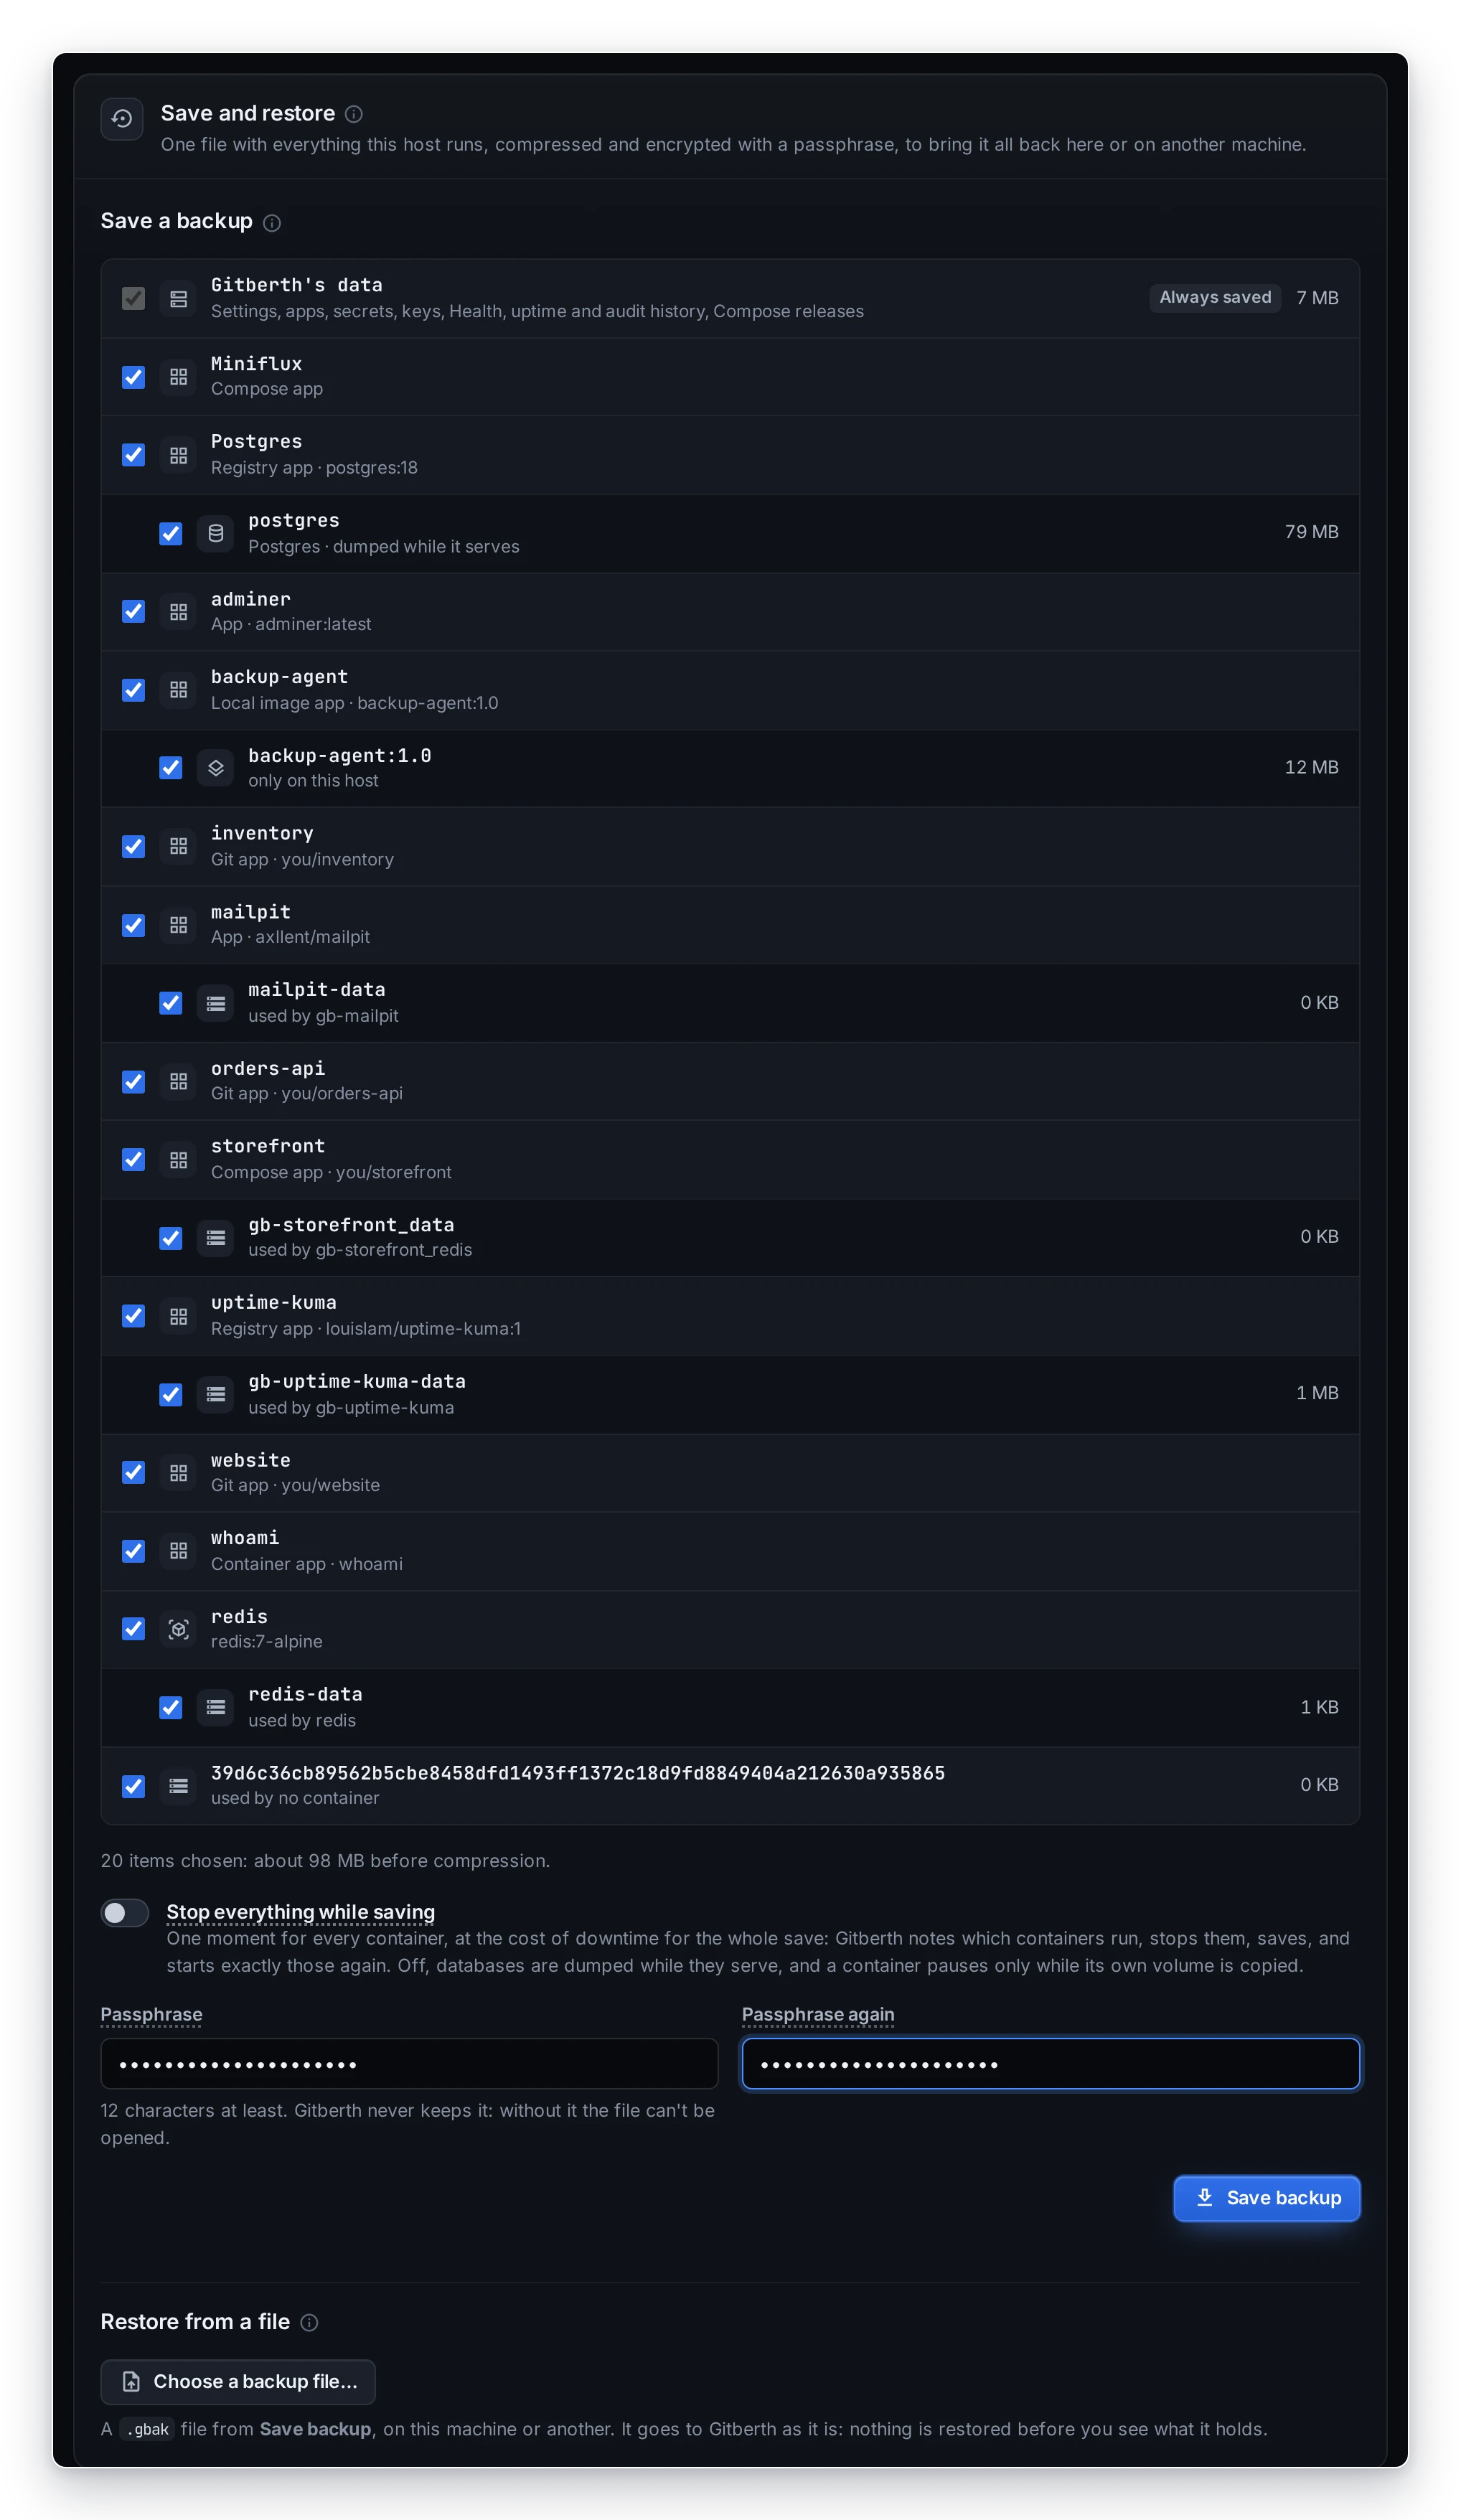 Save and restore
One file with everything this host runs, compressed and encrypted with a passphrase, to bring it all back here or on another machine.
Save a backup
Gitberth's data
Settings, apps, secrets, keys, Health, uptime and audit history, Compose releases
Always saved 7 MB
Miniflux
Compose app
Postgres
Registry app · postgres:18
postgres
Postgres · dumped while it serves
79 MB
adminer
App · adminer:latest
backup-agent
Local image app · backup-agent:1.0
backup-agent:1.0
only on this host
12 MB
inventory
Git app · you/inventory
mailpit
App · axllent/mailpit
mailpit-data
used by gb-mailpit
0 KB
orders-api
Git app · you/orders-api
storefront
Compose app · you/storefront
gb-storefront_data
used by gb-storefront_redis
0 KB
uptime-kuma
Registry app · louislam/uptime-kuma:1
gb-uptime-kuma-data
used by gb-uptime-kuma
1 MB
website
Git app · you/website
whoami
Container app · whoami
redis
redis:7-alpine
redis-data
used by redis
1 KB
39d6c36cb89562b5cbe8458dfd1493ff1372c18d9fd8849404a212630a935865
used by no container
0 KB
20 items chosen: about 98 MB before compression.
Stop everything while saving
One moment for every container, at the cost of downtime for the whole save: Gitberth notes which containers run, stops them, saves, and
starts exactly those again. Off, databases are dumped while they serve, and a container pauses only while its own volume is copied.
Passphrase
Passphrase again
12 characters at least. Gitberth never keeps it: without it the file can't be
opened.
Save backup
Restore from a file
Choose a backup file...
A .gbak file from Save backup, on this machine or another. It goes to Gitberth as it is: nothing is restored before you see what it holds.